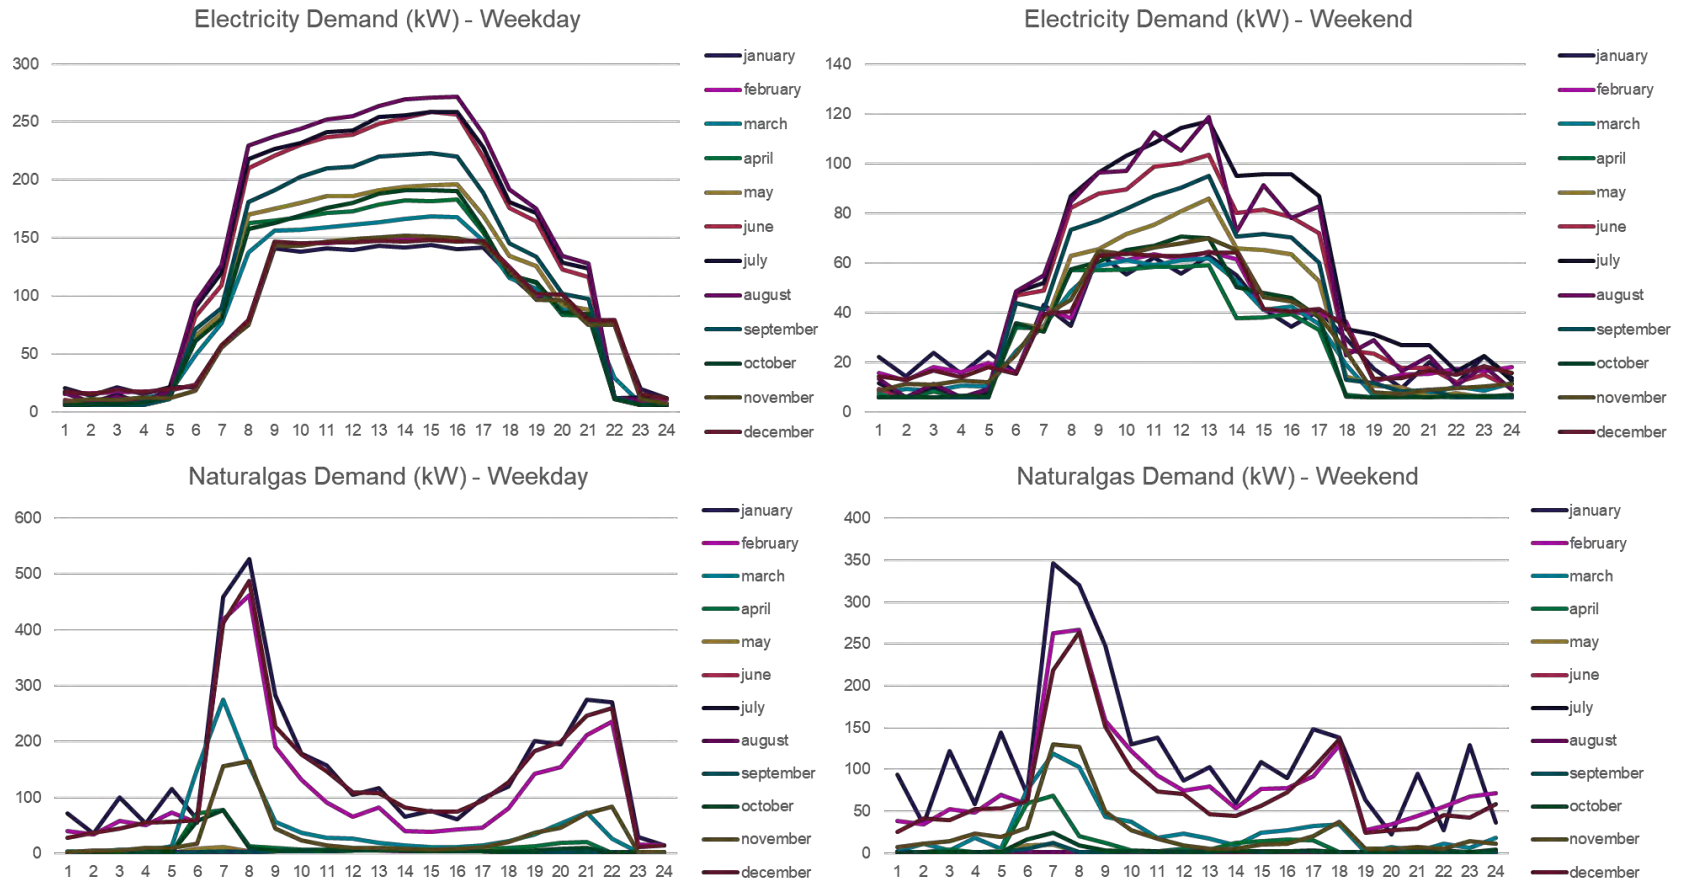 Electricity Demand (kW) - Weekday
300
250
200
150
100
50
0
1 2 3 4 5 6 7 8 9 10 11 12 13 14 15 16 17 18 19 20 21 22 23 24
january
february
march
april
may
june
july
august
september
october
november
december
Electricity Demand (kW) - Weekend
140
120
100
80
60
40
20
0
1 2 3 4 5 6 7 8 9 10 11 12 13 14 15 16 17 18 19 20 21 22 23 24
january
february
march
april
may
june
july
august
september
october
november
december
Naturalgas Demand (kW) - Weekday
600
500
400
300
200
100
0
1 2 3 4 5 6 7 8 9 10 11 12 13 14 15 16 17 18 19 20 21 22 23 24
january
february
march
april
may
june
july
august
september
october
november
december
Naturalgas Demand (kW) - Weekend
400
350
300
250
200
150
100
50
0
1 2 3 4 5 6 7 8 9 10 11 12 13 14 15 16 17 18 19 20 21 22 23 24
january
february
march
april
may
june
july
august
september
october
november
december